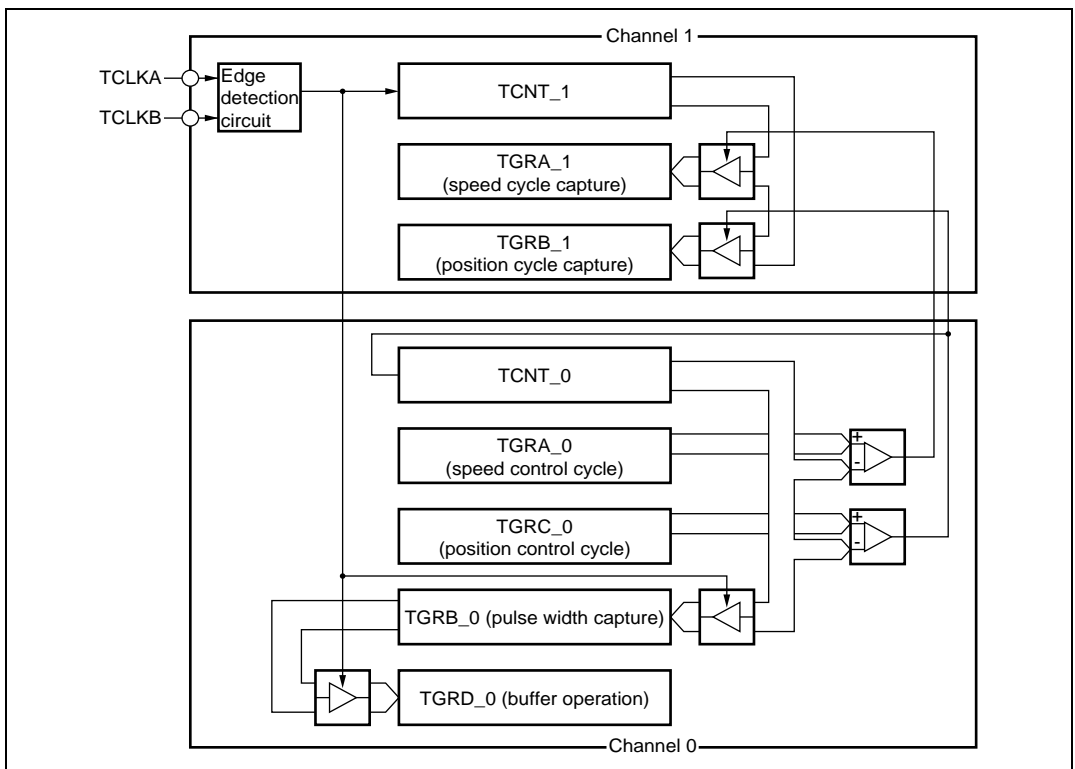 Channel 1
TCLKA
TCLKB
Edge
detection
circuit
TCNT_1
TGRA_1
(speed cycle capture)
TGRB_1
(position cycle capture)
TCNT_0
TGRA_0
(speed control cycle)
+
-
TGRC_0
(position control cycle)
+
-
TGRB_0 (pulse width capture)
TGRD_0 (buffer operation)
Channel 0